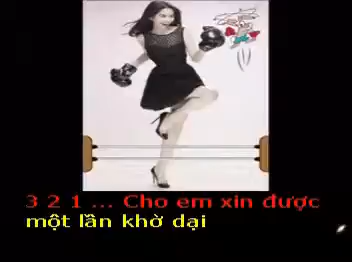 3 2 1 ... Cho em xin được
một lần khờ dại